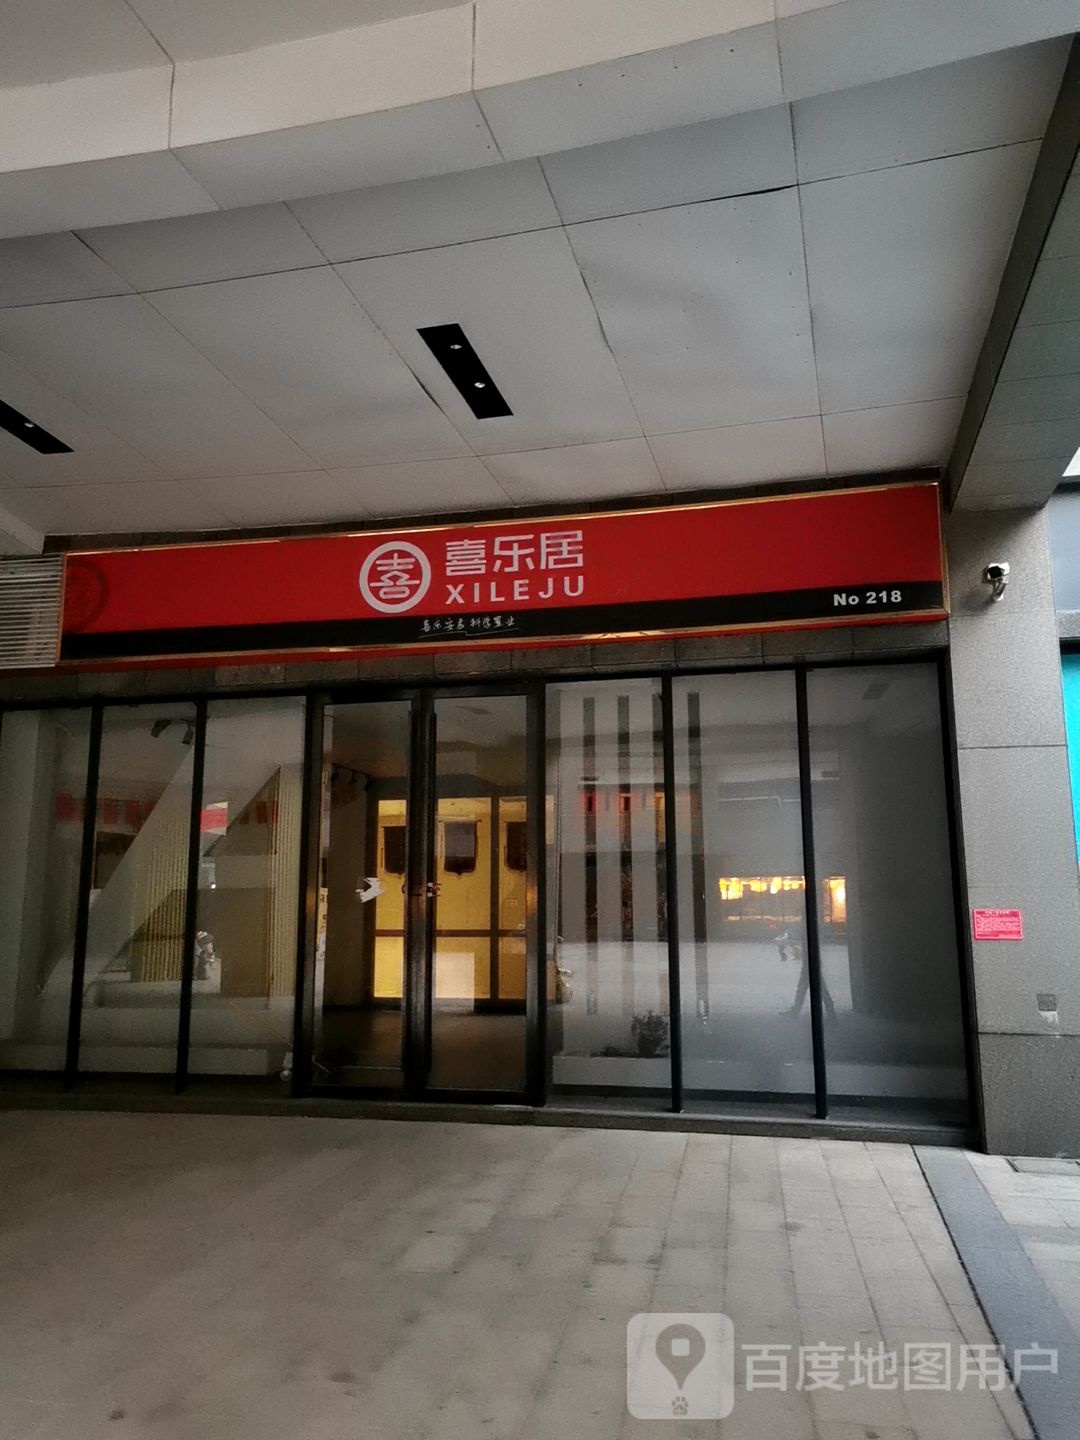 喜 喜乐居
XILEJU
No 218
喜乐安居 科学置业
百度地图用户